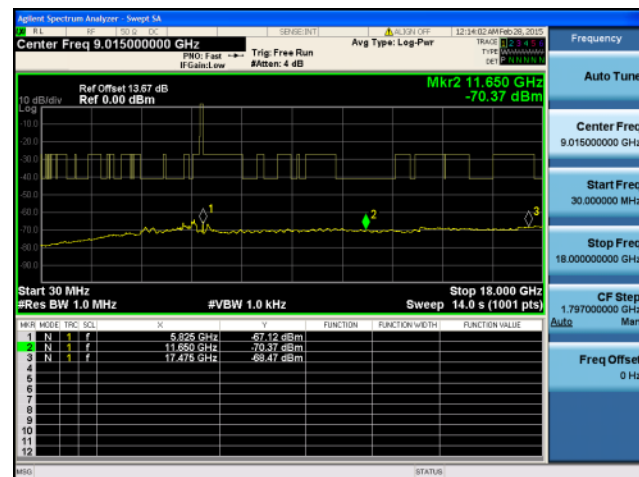 Agilent Spectrum Analyzer - Swept SA
RL RF 50 Ω DC SENSE:INT ALIGN OFF 12:14:02 AM Feb 28, 2015
Center Freq 9.015000000 GHz
PNO: Fast
IFGain:Low
Trig: Free Run
#Atten: 4 dB
Avg Type: Log-Pwr
TRACE 1 2 3 4 5 6
TYPE
DET P N N N N N
Mkr2 11.650 GHz
-70.37 dBm
Ref Offset 13.67 dB
10 dB/div Ref 0.00 dBm
Log
-10.0
-20.0
-30.0
-40.0
-50.0
-60.0
-70.0
-80.0
-90.0
1
2
3
Start 30 MHz
Stop 18.000 GHz
#Res BW 1.0 MHz
#VBW 1.0 kHz
Sweep 14.0 s (1001 pts)
MKR MODE TRC SCL X Y FUNCTION FUNCTION WIDTH FUNCTION VALUE
1 N 1 f 5.825 GHz -67.12 dBm
2 N 1 f 11.650 GHz -70.37 dBm
3 N 1 f 17.475 GHz -68.47 dBm
4
5
6
7
8
9
10
11
12
MSG
STATUS
Frequency
Auto Tune
Center Freq
9.015000000 GHz
Start Freq
30.000000 MHz
Stop Freq
18.000000000 GHz
CF Step
1.797000000 GHz
Auto Man
Freq Offset
0 Hz